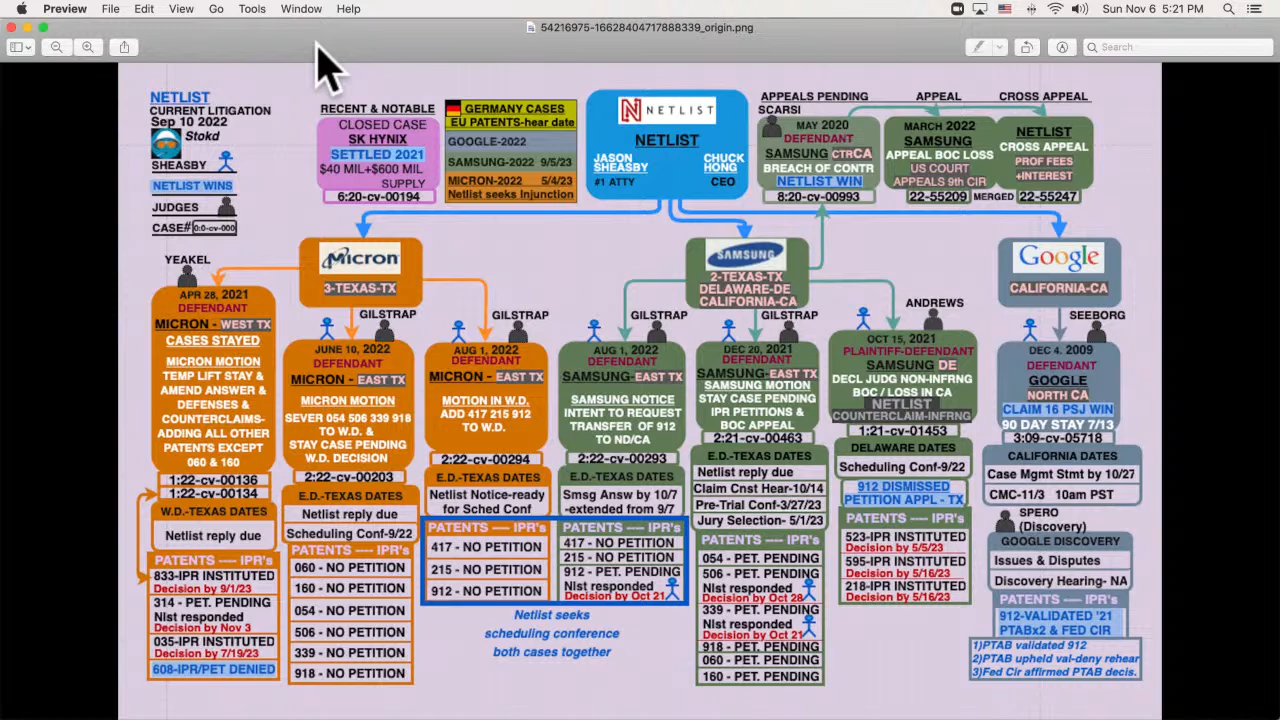 Preview File Edit View Go Tools Window Help
Sun Nov 6 5:21 PM
54216975-16628404717888339_origin.png
Search
NETLIST
CURRENT LITIGATION
Sep 10 2022
Stokd
SHEASBY
NETLIST WINS
JUDGES
CASE# 0:0-cv-000
RECENT & NOTABLE
CLOSED CASE
SK HYNIX
SETTLED 2021
$40 MIL+$600 MIL
SUPPLY
6:20-cv-00194
GERMANY CASES
EU PATENTS-hear date
GOOGLE-2022
SAMSUNG-2022 9/5/23
MICRON-2022 5/4/23
Netlist seeks Injunction
NETLIST
NETLIST
JASON
SHEASBY
#1 ATTY
CHUCK
HONG
CEO
APPEALS PENDING
SCARSI
MAY 2020
DEFENDANT
SAMSUNG CTRCA
BREACH OF CONTR
NETLIST WIN
8:20-cv-00993
APPEAL
MARCH 2022
SAMSUNG
APPEAL BOC LOSS
US COURT
APPEALS 9th CIR
22-55209
MERGED
CROSS APPEAL
NETLIST
CROSS APPEAL
PROF FEES
+INTEREST
22-55247
Micron
3-TEXAS-TX
SAMSUNG
2-TEXAS-TX
DELAWARE-DE
CALIFORNIA-CA
Google
CALIFORNIA-CA
YEAKEL
APR 28, 2021
DEFENDANT
MICRON - WEST TX
CASES STAYED
MICRON MOTION
TEMP LIFT STAY &
AMEND ANSWER &
DEFENSES &
COUNTERCLAIMS-
ADDING ALL OTHER
PATENTS EXCEPT
060 & 160
1:22-cv-00136
1:22-cv-00134
W.D.-TEXAS DATES
Netlist reply due
PATENTS ---- IPR's
833-IPR INSTITUTED
Decision by 9/1/23
314 - PET. PENDING
Nlst responded
Decision by Nov 3
035-IPR INSTITUTED
Decision by 7/19/23
608-IPR/PET DENIED
GILSTRAP
JUNE 10, 2022
DEFENDANT
MICRON - EAST TX
MICRON MOTION
SEVER 054 506 339 918
TO W.D. &
STAY CASE PENDING
W.D. DECISION
2:22-cv-00203
E.D.-TEXAS DATES
Netlist reply due
Scheduling Conf-9/22
PATENTS ---- IPR's
060 - NO PETITION
160 - NO PETITION
054 - NO PETITION
506 - NO PETITION
339 - NO PETITION
918 - NO PETITION
GILSTRAP
AUG 1, 2022
DEFENDANT
MICRON - EAST TX
MOTION IN W.D.
ADD 417 215 912
TO W.D.
2:22-cv-00294
E.D.-TEXAS DATES
Netlist Notice-ready
for Sched Conf
PATENTS ---- IPR's
417 - NO PETITION
215 - NO PETITION
912 - NO PETITION
GILSTRAP
AUG 1, 2022
DEFENDANT
SAMSUNG-EAST TX
SAMSUNG NOTICE
INTENT TO REQUEST
TRANSFER OF 912
TO ND/CA
2:22-cv-00293
E.D.-TEXAS DATES
Smsg Answ by 10/7
-extended from 9/7
PATENTS ---- IPR's
417 - NO PETITION
215 - NO PETITION
912 - PET. PENDING
Nlst responded
Decision by Oct 21
Netlist seeks
scheduling conference
both cases together
GILSTRAP
DEC 20, 2021
DEFENDANT
SAMSUNG-EAST TX
SAMSUNG MOTION
STAY CASE PENDING
IPR PETITIONS &
BOC APPEAL
2:21-cv-00463
E.D.-TEXAS DATES
Netlist reply due
Claim Cnst Hear-10/14
Pre-Trial Conf-3/27/23
Jury Selection- 5/1/23
PATENTS ---- IPR's
054 - PET. PENDING
506 - PET. PENDING
Nlst responded
Decision by Oct 28
339 - PET. PENDING
Nlst responded
Decision by Oct 21
918 - PET. PENDING
060 - PET. PENDING
160 - PET. PENDING
ANDREWS
OCT 15, 2021
PLAINTIFF-DEFENDANT
SAMSUNG DE
DECL JUDG NON-INFRNG
BOC / LOSS IN CA
NETLIST
COUNTERCLAIM-INFRNG
1:21-cv-01453
DELAWARE DATES
Scheduling Conf-9/22
912 DISMISSED
PETITION APPL - TX
PATENTS ---- IPR's
523-IPR INSTITUTED
Decision by 5/5/23
595-IPR INSTITUTED
Decision by 5/16/23
218-IPR INSTITUTED
Decision by 5/16/23
SEEBORG
DEC 4. 2009
DEFENDANT
GOOGLE
NORTH CA
CLAIM 16 PSJ WIN
90 DAY STAY 7/13
3:09-cv-05718
CALIFORNIA DATES
Case Mgmt Stmt by 10/27
CMC-11/3 10am PST
SPERO
(Discovery)
GOOGLE DISCOVERY
Issues & Disputes
Discovery Hearing- NA
PATENTS ---- IPR's
912-VALIDATED '21
PTABx2 & FED CIR
1)PTAB validated 912
2)PTAB upheld val-deny rehear
3)Fed Cir affirmed PTAB decis.